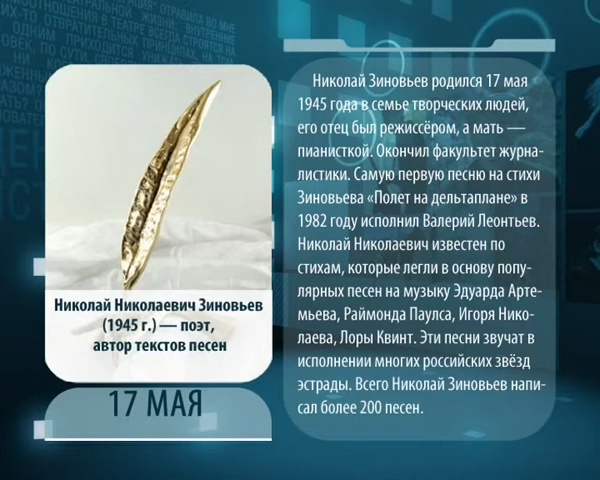 АЦЕНТРАЛЬНОЙ ЖИЗНИ ВНУТРЕННИЕ
Николай Николаевич Зиновьев
(1945 г.) — поэт,
автор текстов песен
17 МАЯ
Николай Зиновьев родился 17 мая
1945 года в семье творческих людей,
его отец был режиссёром, а мать —
пианисткой. Окончил факультет журна-
листики. Самую первую песню на стихи
Зиновьева «Полет на дельтаплане» в
1982 году исполнил Валерий Леонтьев.
Николай Николаевич известен по
стихам, которые легли в основу попу-
лярных песен на музыку Эдуарда Арте-
мьева, Раймонда Паулса, Игоря Нико-
лаева, Лоры Квинт. Эти песни звучат в
исполнении многих российских звёзд
эстрады. Всего Николай Зиновьев напи-
сал более 200 песен.